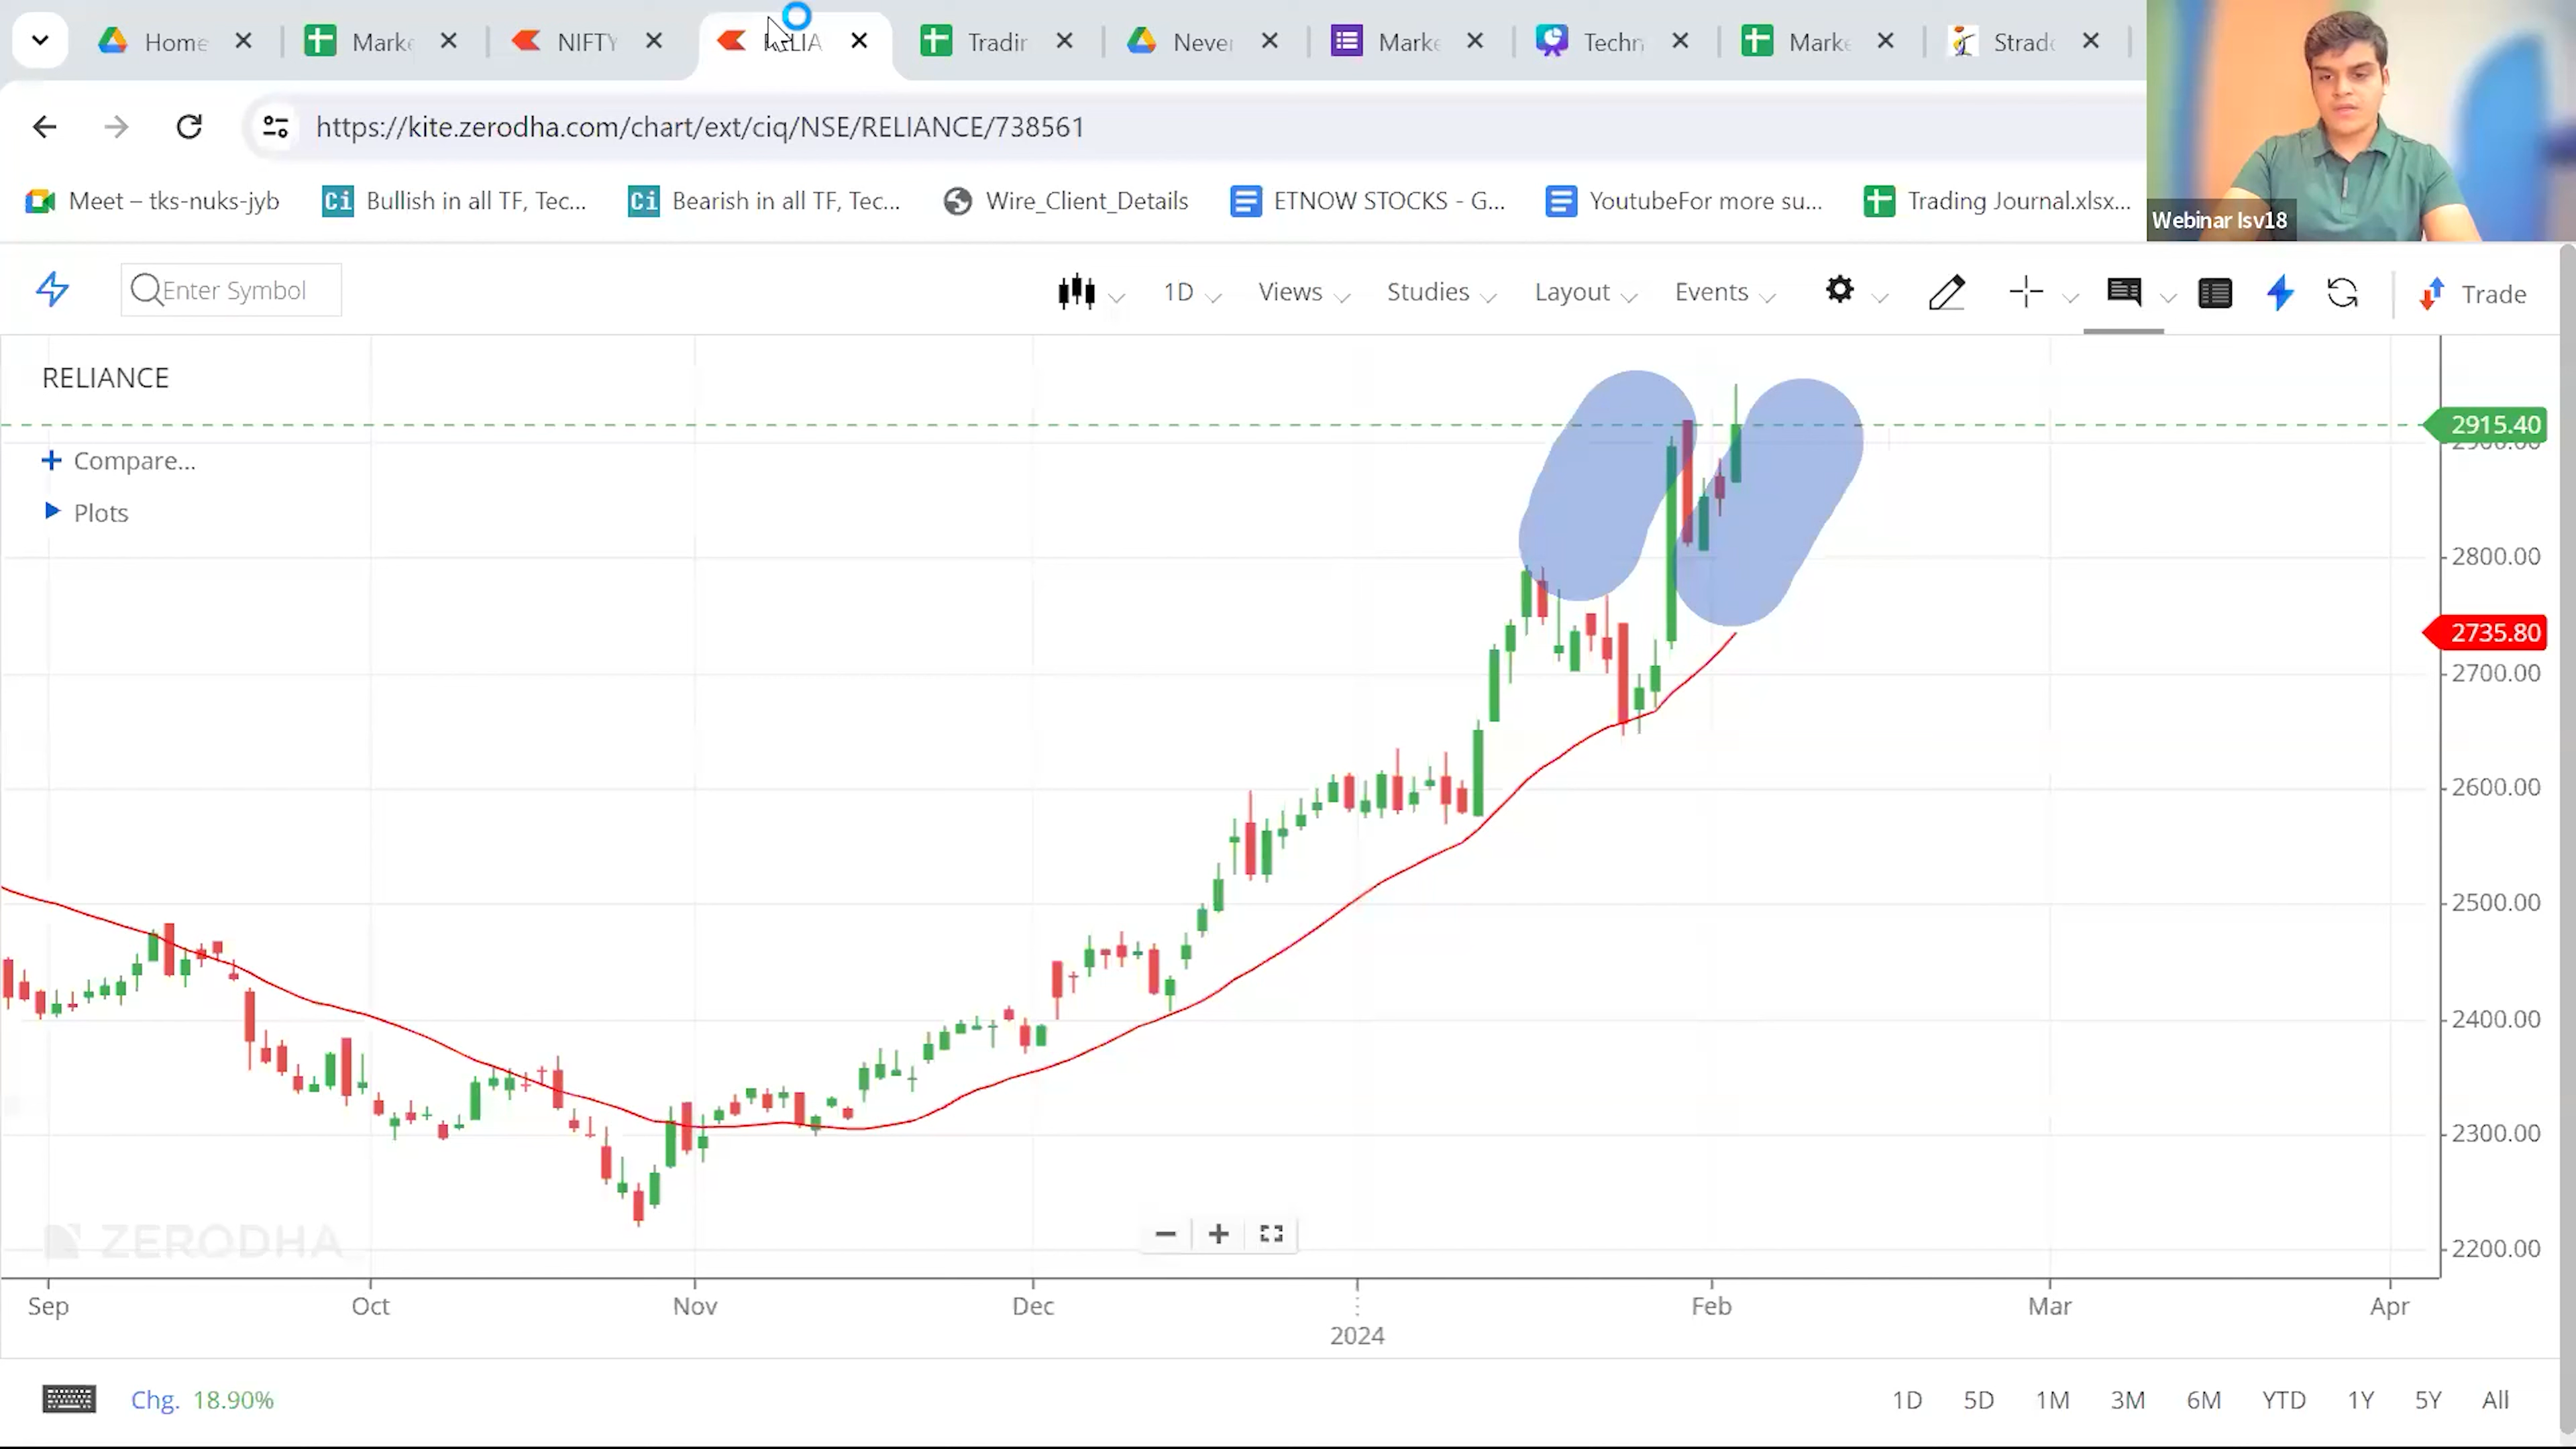 Home
Marke
NIFTY
Tradin
Never
Marke
Techn
Marke
https://kite.zerodha.com/chart/ext/ciq/NSE/RELIANCE/738561
Meet – tks-nuks-jyb
Ci Bullish in all TF, Tec...
Ci Bearish in all TF, Tec...
Wire_Client_Details
ETNOW STOCKS - G...
YoutubeFor more su...
Trading Journal.xlsx...
Webinar lsv18
Enter Symbol
1D
Views
Studies
Layout
Events
Trade
RELIANCE
2915.40
Compare...
Plots
2800.00
2735.80
2700.00
2600.00
2500.00
2400.00
2300.00
ZERODHA
2200.00
Sep Oct Nov Dec Feb Mar Apr
2024
Chg. 18.90%
1D 5D 1M 3M 6M YTD 1Y 5Y All